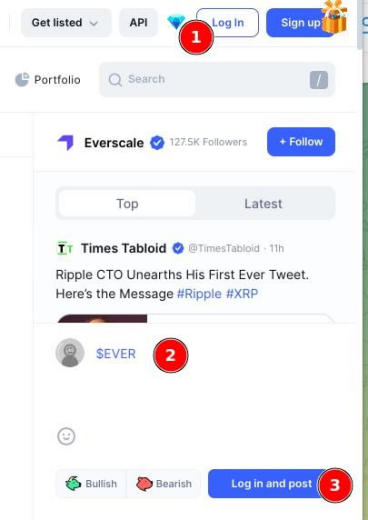 Get listed API Log In Sign up
1
Portfolio Search /
Everscale 127.5K Followers + Follow
Top Latest
Times Tabloid @TimesTabloid · 11h
Ripple CTO Unearths His First Ever Tweet.
Here's the Message #Ripple #XRP
$EVER 2
Bullish Bearish Log in and post 3